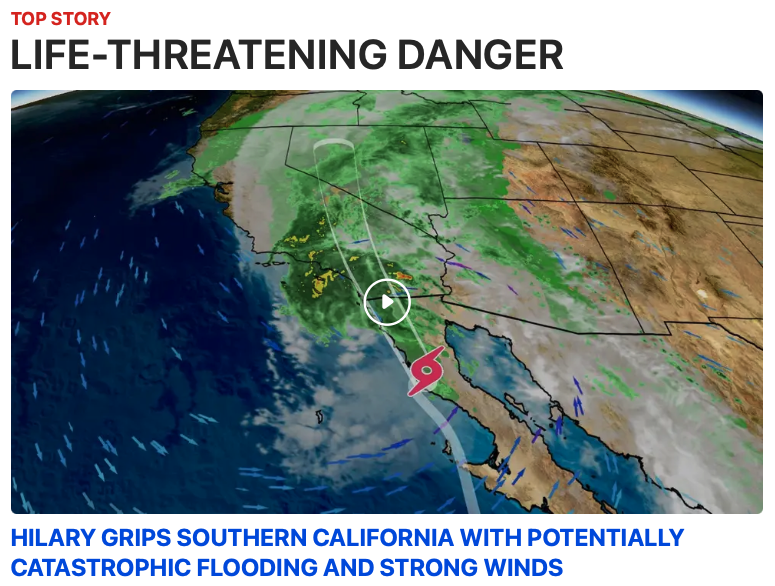 TOP STORY
LIFE-THREATENING DANGER
HILARY GRIPS SOUTHERN CALIFORNIA WITH POTENTIALLY
CATASTROPHIC FLOODING AND STRONG WINDS